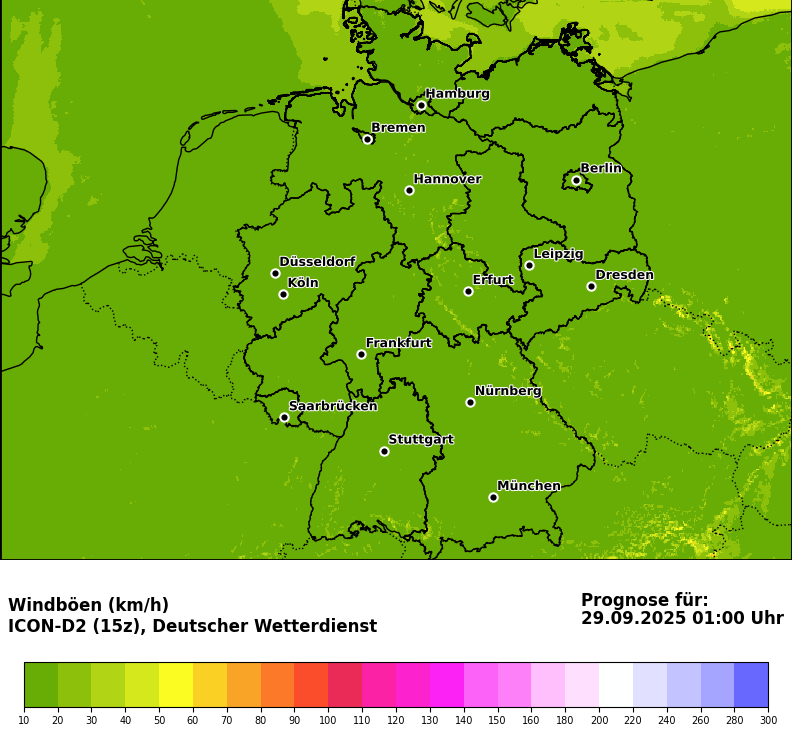 Hamburg
Bremen
Berlin
Hannover
Leipzig
Düsseldorf
Dresden
Köln
Erfurt
Frankfurt
Nürnberg
Saarbrücken
Stuttgart
München
Windböen (km/h)
ICON-D2 (15z), Deutscher Wetterdienst
Prognose für:
29.09.2025 01:00 Uhr
10 20 30 40 50 60 70 80 90 100 110 120 130 140 150 160 180 200 220 240 260 280 300